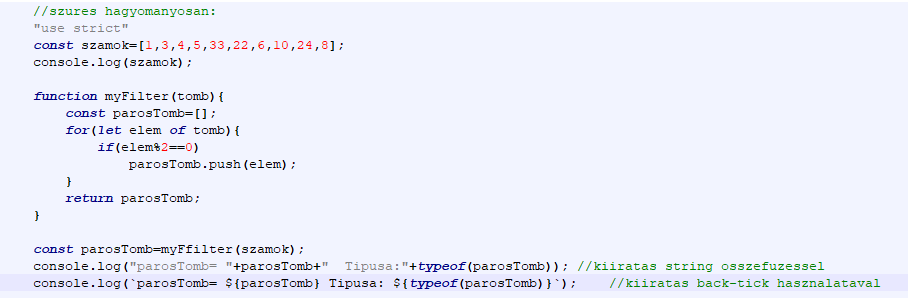 //szures hagyomanyosan:
"use strict"
const szamok=[1,3,4,5,33,22,6,10,24,8];
console.log(szamok);
function myFilter(tomb){
const parosTomb=[];
for(let elem of tomb){
if(elem%2==0)
parosTomb.push(elem);
}
return parosTomb;
}
const parosTomb=myFfilter(szamok);
console.log("parosTomb= "+parosTomb+"  Tipusa:"+typeof(parosTomb)); //kiiratas string osszefuzessel
console.log(`parosTomb= ${parosTomb} Tipusa: ${typeof(parosTomb)}`);    //kiiratas back-tick hasznalataval